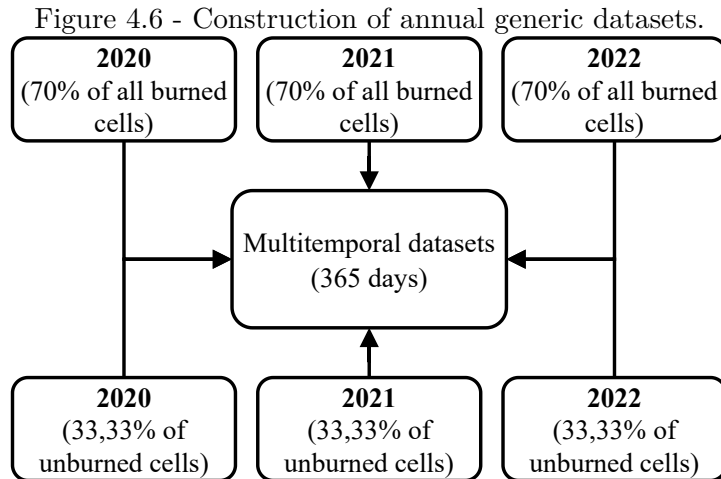 Figure 4.6 - Construction of annual generic datasets.
2020
(70% of all burned
cells)
2021
(70% of all burned
cells)
2022
(70% of all burned
cells)
Multitemporal datasets
(365 days)
2020
(33,33% of
unburned cells)
2021
(33,33% of
unburned cells)
2022
(33,33% of
unburned cells)